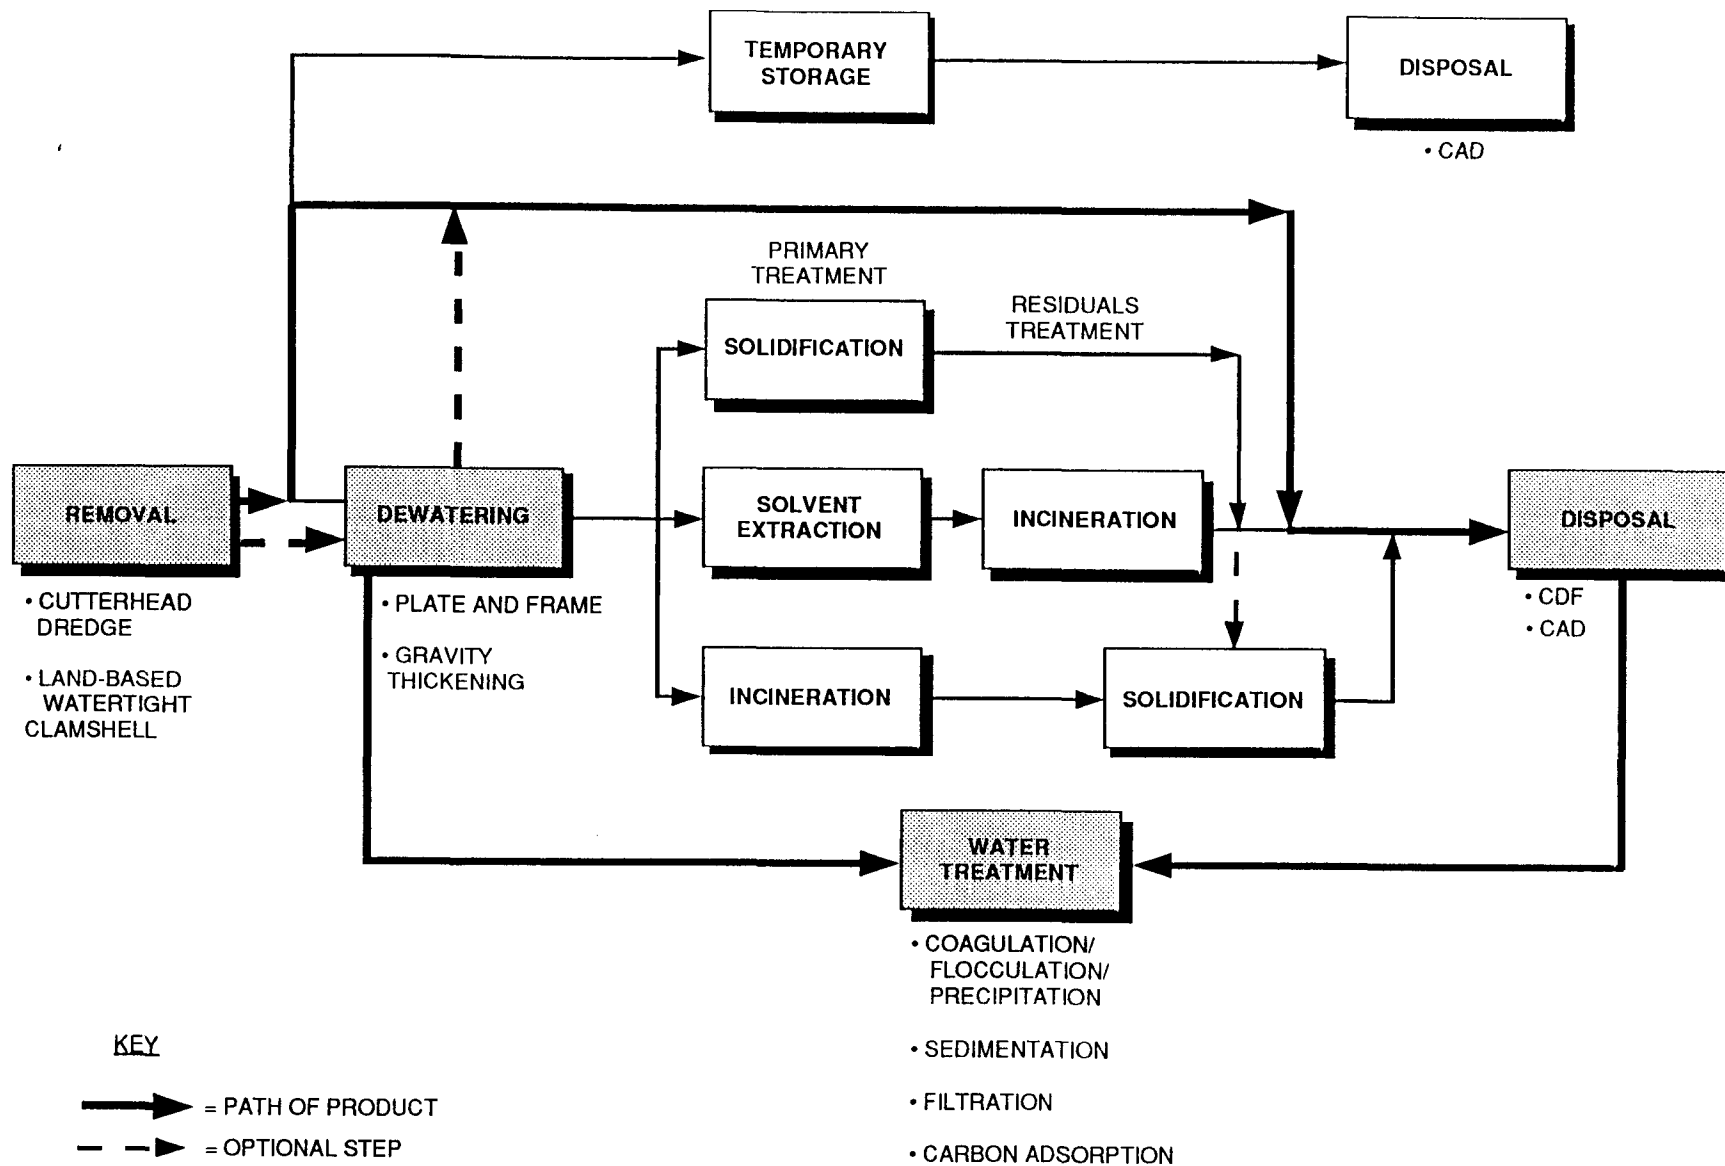 TEMPORARY
STORAGE
DISPOSAL
• CAD
PRIMARY
TREATMENT
RESIDUALS
TREATMENT
SOLIDIFICATION
REMOVAL
DEWATERING
SOLVENT
EXTRACTION
INCINERATION
DISPOSAL
• CUTTERHEAD
DREDGE
• LAND-BASED
WATERTIGHT
CLAMSHELL
• PLATE AND FRAME
• GRAVITY
THICKENING
• CDF
• CAD
INCINERATION
SOLIDIFICATION
WATER
TREATMENT
• COAGULATION/
FLOCCULATION/
PRECIPITATION
• SEDIMENTATION
• FILTRATION
• CARBON ADSORPTION
KEY
= PATH OF PRODUCT
= OPTIONAL STEP